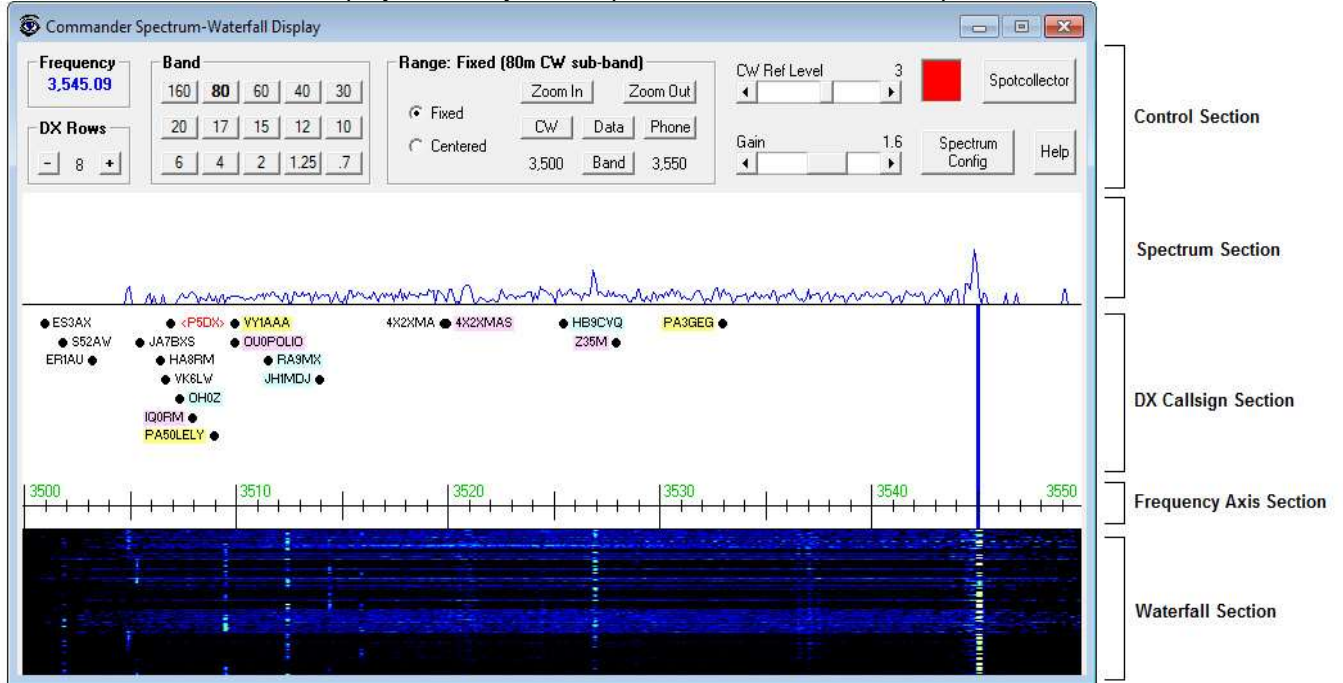 Commander Spectrum-Waterfall Display
Frequency
3,545.09
DX Rows
- 8 +
Band
160 80 60 40 30
20 17 15 12 10
6 4 2 1.25 .7
Range: Fixed (80m CW sub-band)
Fixed
Centered
Zoom In Zoom Out
CW Data Phone
3,500 Band 3,550
CW Ref Level 3
Gain 1.6
Spotcollector
Spectrum
Config
Help
Control Section
Spectrum Section
ES3AX <P5DX> VY1AAA 4X2XMA 4X2XMAS HB9CVQ PA3GEG
S52AW JA7BXS OU0POLIO Z35M
ER1AU HA8RM RA9MX
VK6LW JH1MDJ
OH0Z
IQ0RM
PA50LELY
DX Callsign Section
3500 3510 3520 3530 3540 3550
Frequency Axis Section
Waterfall Section